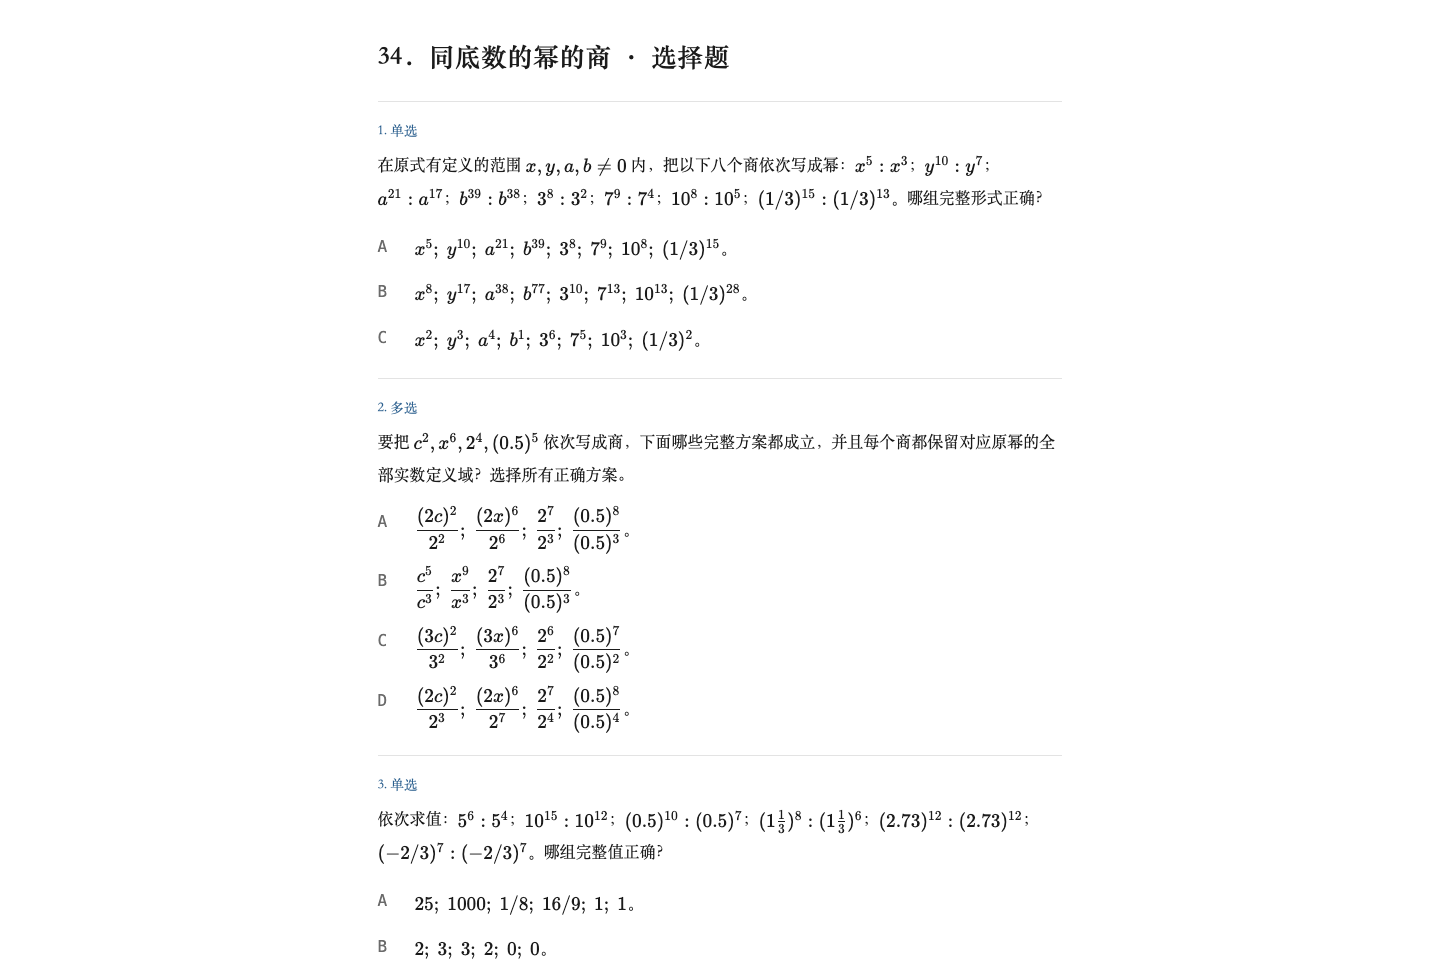 34．同底数的幂的商 · 选择题
1. 单选
在原式有定义的范围 x, y, a, b ≠ 0 内，把以下八个商依次写成幂：x⁵ : x³；y¹⁰ : y⁷；
a²¹ : a¹⁷；b³⁹ : b³⁸；3⁸ : 3²；7⁹ : 7⁴；10⁸ : 10⁵；(1/3)¹⁵ : (1/3)¹³。哪组完整形式正确？
A x⁵; y¹⁰; a²¹; b³⁹; 3⁸; 7⁹; 10⁸; (1/3)¹⁵。
B x⁸; y¹⁷; a³⁸; b⁷⁷; 3¹⁰; 7¹³; 10¹³; (1/3)²⁸。
C x²; y³; a⁴; b¹; 3⁶; 7⁵; 10³; (1/3)²。
2. 多选
要把 c², x⁶, 2⁴, (0.5)⁵ 依次写成商，下面哪些完整方案都成立，并且每个商都保留对应原幂的全
部实数定义域？选择所有正确方案。
A (2c)²/2²; (2x)⁶/2⁶; 2⁷/2³; (0.5)⁸/(0.5)³。
B c⁵/c³; x⁹/x³; 2⁷/2³; (0.5)⁸/(0.5)³。
C (3c)²/3²; (3x)⁶/3⁶; 2⁶/2²; (0.5)⁷/(0.5)²。
D (2c)²/2³; (2x)⁶/2⁷; 2⁷/2⁴; (0.5)⁸/(0.5)⁴。
3. 单选
依次求值：5⁶ : 5⁴；10¹⁵ : 10¹²；(0.5)¹⁰ : (0.5)⁷；(1⅓)⁸ : (1⅓)⁶；(2.73)¹² : (2.73)¹²；
(−2/3)⁷ : (−2/3)⁷。哪组完整值正确？
A 25; 1000; 1/8; 16/9; 1; 1。
B 2; 3; 3; 2; 0; 0。